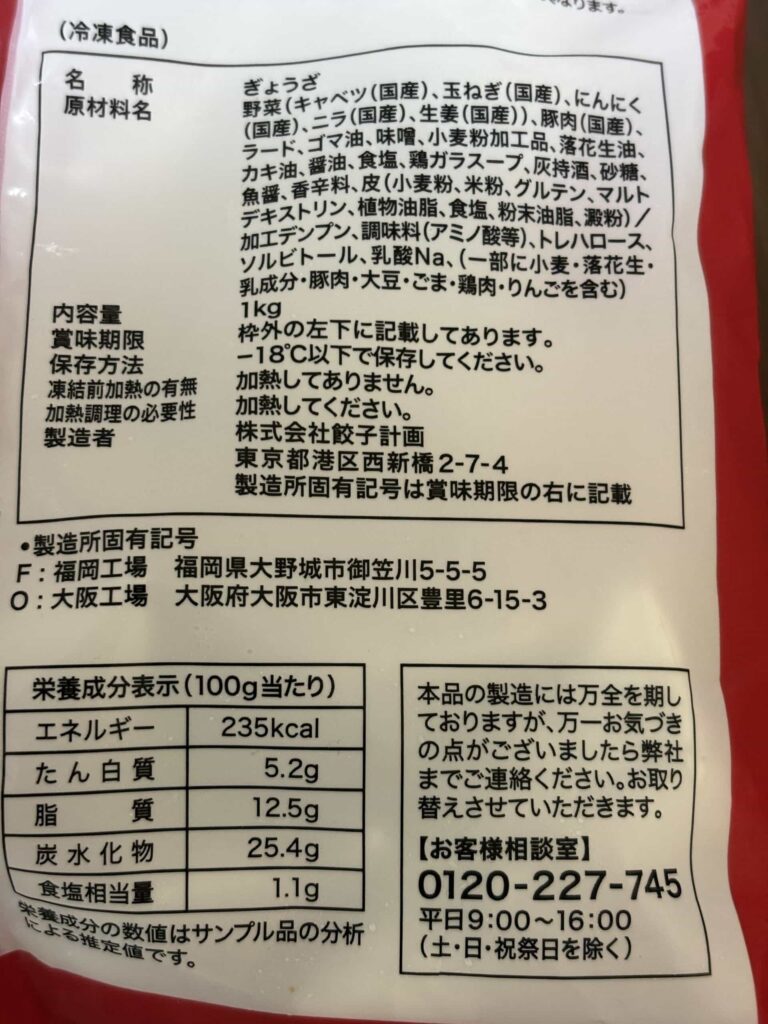 なります。
(冷凍食品)
名称 ぎょうざ
原材料名 野菜(キャベツ(国産)、玉ねぎ(国産)、にんにく
(国産)、ニラ(国産)、生姜(国産))、豚肉(国産)、
ラード、ゴマ油、味噌、小麦粉加工品、落花生油、
カキ油、醤油、食塩、鶏ガラスープ、灰持酒、砂糖、
魚醤、香辛料、皮(小麦粉、米粉、グルテン、マルト
デキストリン、植物油脂、食塩、粉末油脂、澱粉)/
加工デンプン、調味料(アミノ酸等)、トレハロース、
ソルビトール、乳酸Na、(一部に小麦・落花生・
乳成分・豚肉・大豆・ごま・鶏肉・りんごを含む)
内容量 1kg
賞味期限 枠外の左下に記載してあります。
保存方法 −18℃以下で保存してください。
凍結前加熱の有無 加熱してありません。
加熱調理の必要性 加熱してください。
製造者 株式会社餃子計画
東京都港区西新橋2-7-4
製造所固有記号は賞味期限の右に記載
•製造所固有記号
F:福岡工場 福岡県大野城市御笠川5-5-5
O:大阪工場 大阪府大阪市東淀川区豊里6-15-3
栄養成分表示(100g当たり)
エネルギー 235kcal
たん白質 5.2g
脂質 12.5g
炭水化物 25.4g
食塩相当量 1.1g
栄養成分の数値はサンプル品の分析
による推定値です。
本品の製造には万全を期し
ておりますが、万一お気づき
の点がございましたら弊社
までご連絡ください。お取り
替えさせていただきます。
【お客様相談室】
0120-227-745
平日9:00〜16:00
(土・日・祝祭日を除く)